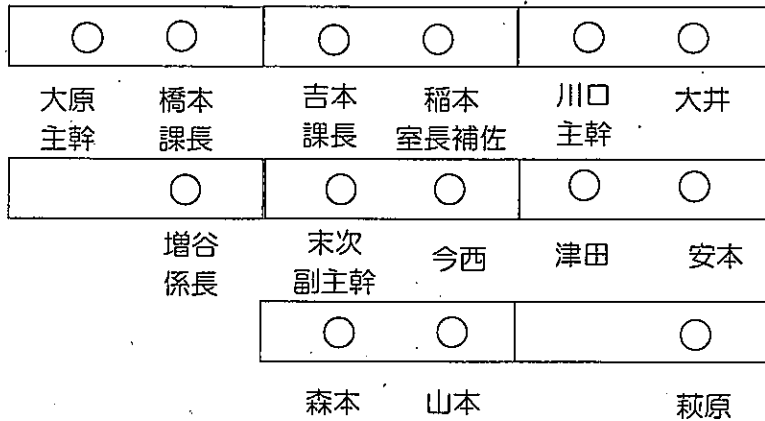 大原 橋本 吉本 稲本 川口 大井
主幹 課長 課長 室長補佐 主幹
増谷 末次 今西 津田 安本
係長 副主幹
森本 山本 萩原